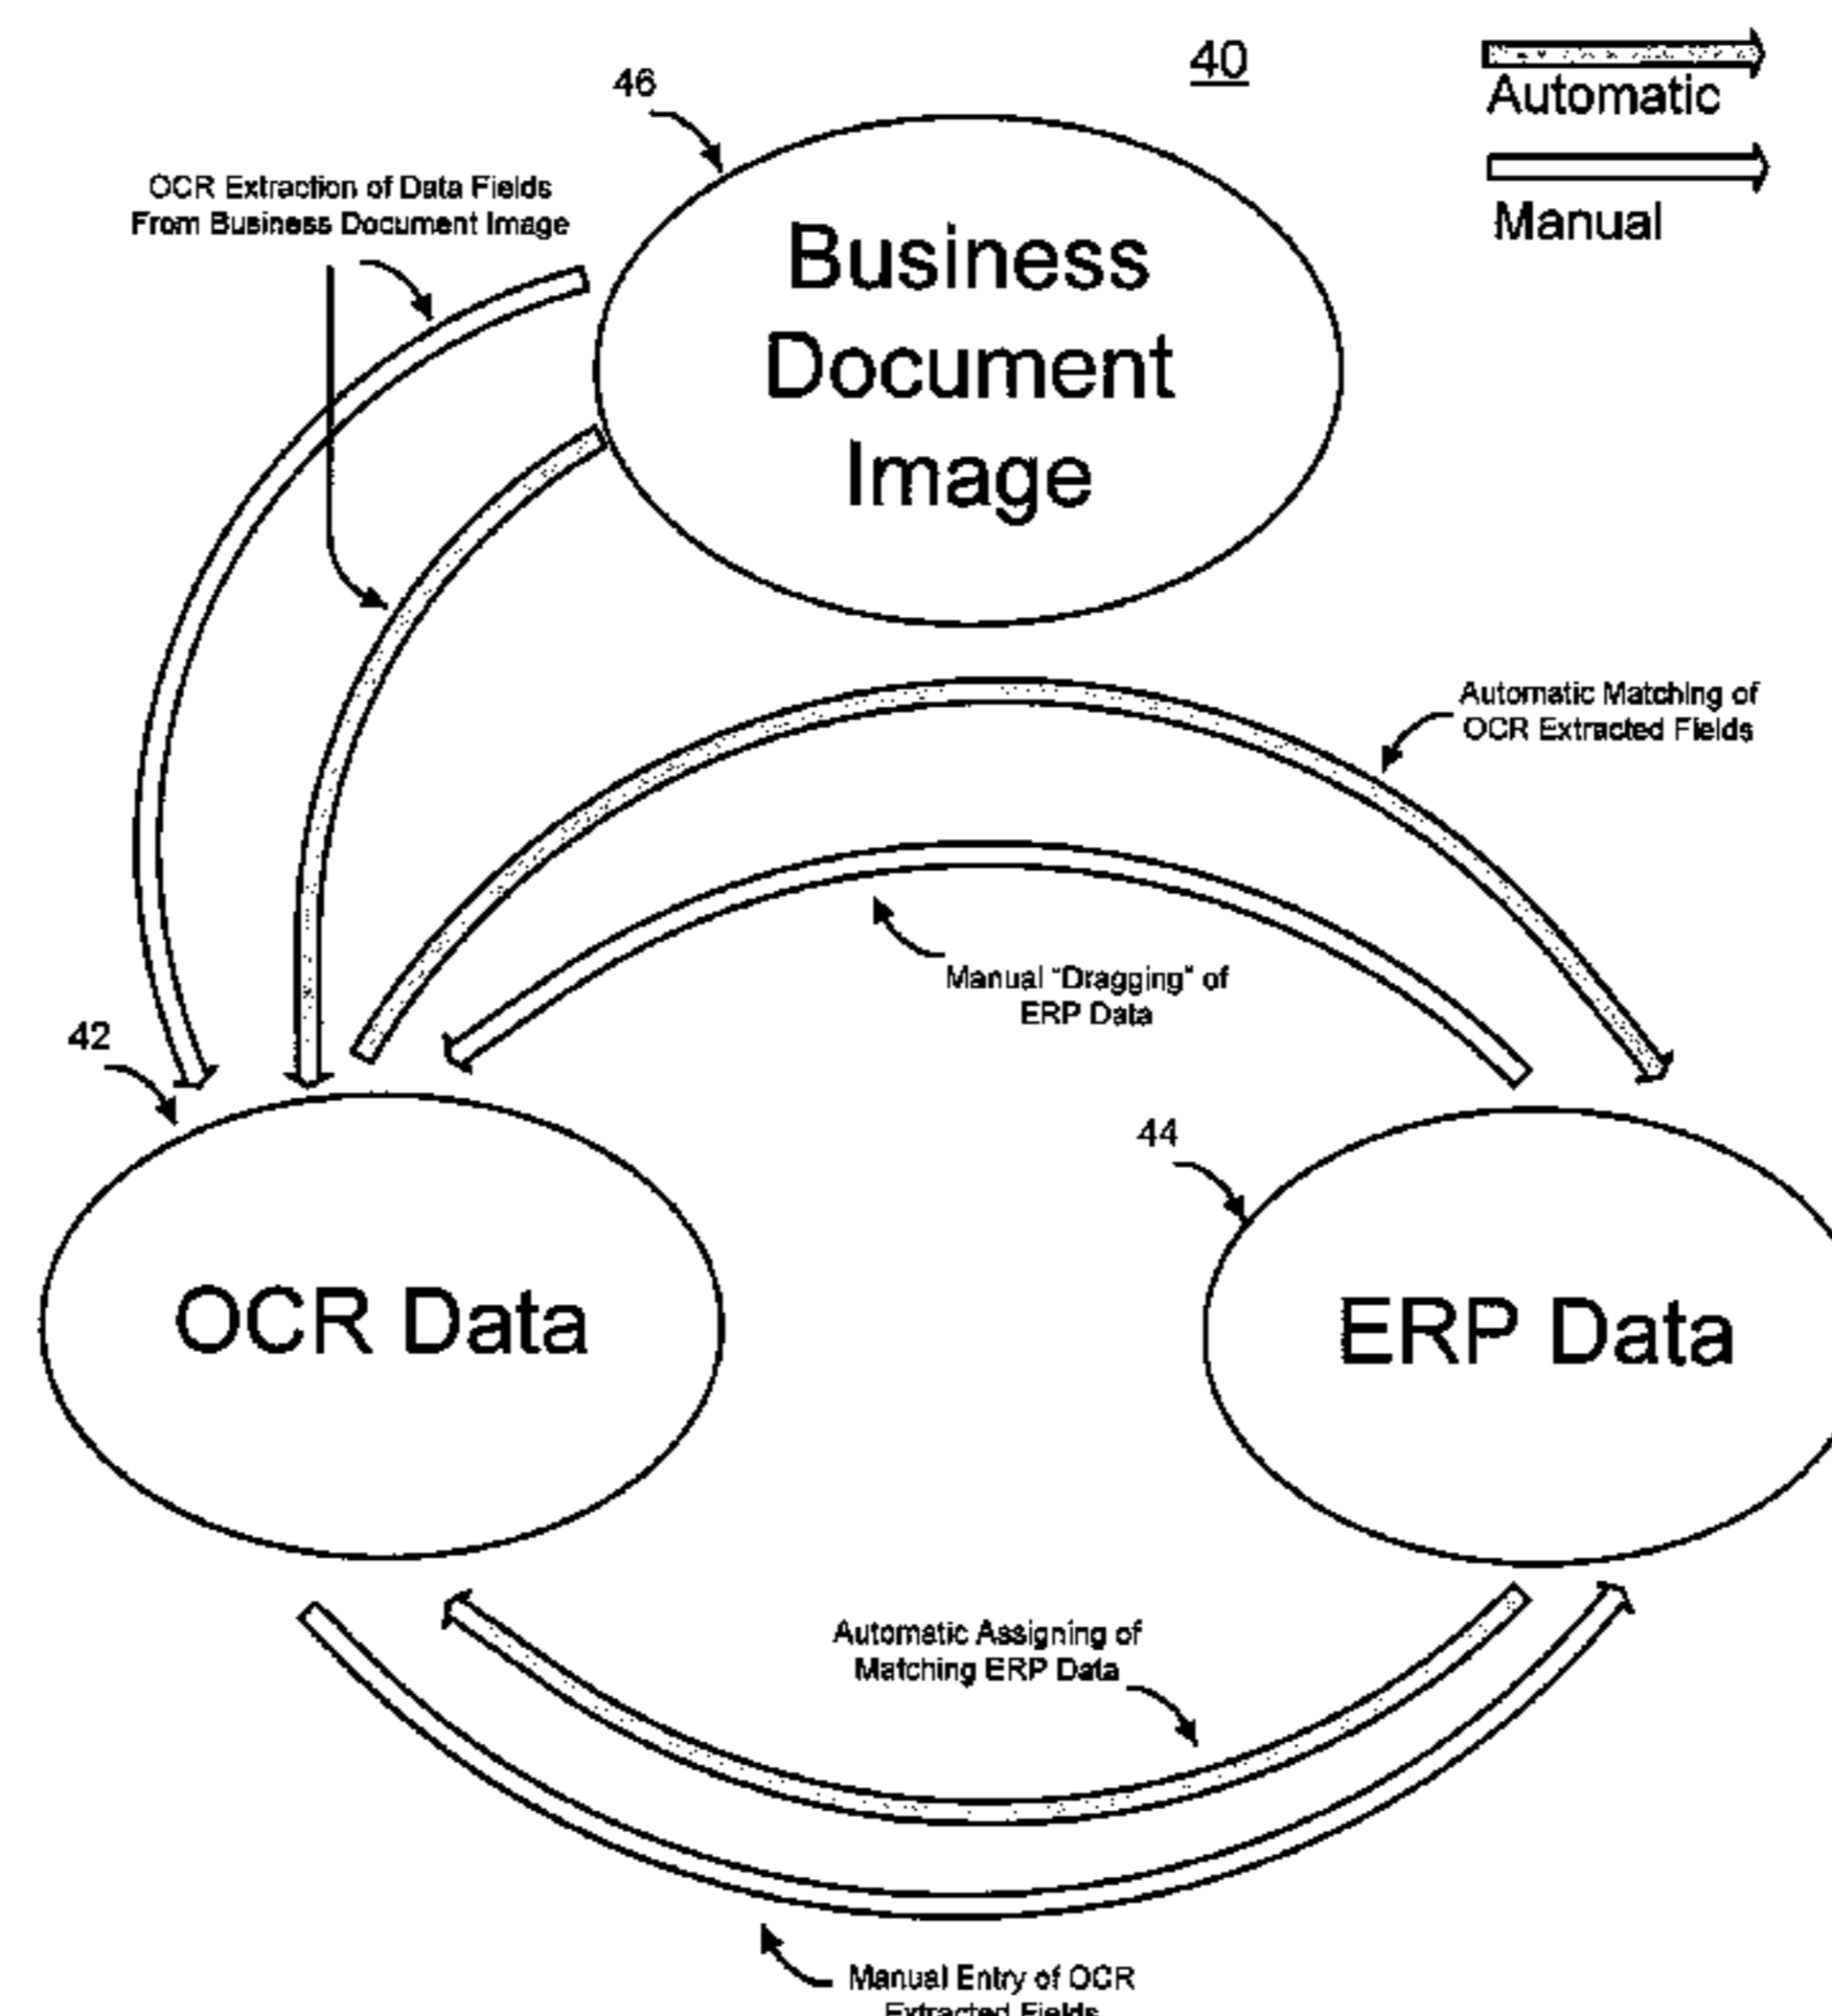 40
Automatic
Manual
46
OCR Extraction of Data Fields
From Business Document Image
Business
Document
Image
Automatic Matching of
OCR Extracted Fields
Manual "Dragging" of
ERP Data
42
44
OCR Data
ERP Data
Automatic Assigning of
Matching ERP Data
Manual Entry of OCR
Extracted Fields